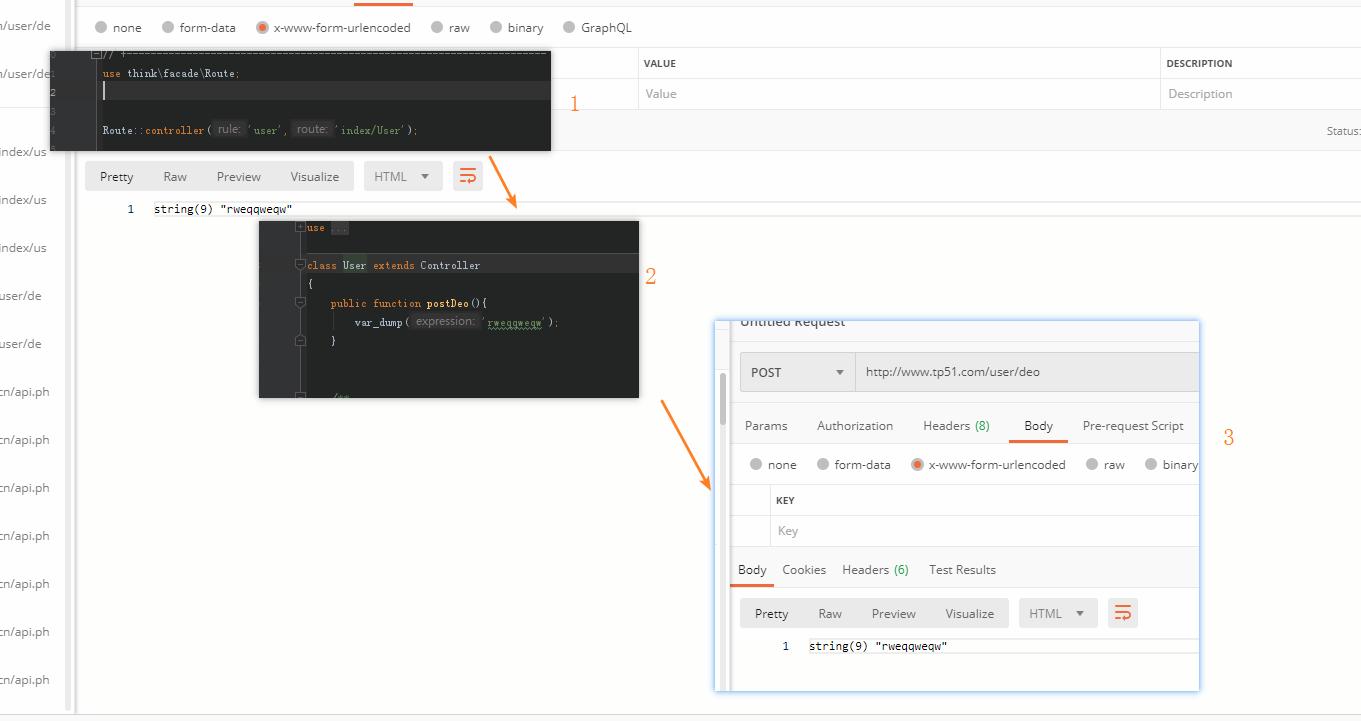 n/user/de
none form-data x-www-form-urlencoded raw binary GraphQL
n/user/de
// +----------------------------------------------------------------------
use think\facade\Route;
2
3
4
Route::controller( rule: 'user', route: 'index/User');
1
VALUE DESCRIPTION
Value Description
Status:
index/us
Pretty Raw Preview Visualize HTML
index/us
1 string(9) "rweqqweqw"
index/us
use ...
class User extends Controller
{
public function postDeo(){
var_dump( expression: 'rweqqweqw');
}
/**
2
user/de
user/de
cn/api.ph
cn/api.ph
cn/api.ph
cn/api.ph
cn/api.ph
cn/api.ph
cn/api.ph
Untitled Request
POST http://www.tp51.com/user/deo
Params Authorization Headers (8) Body Pre-request Script
3
none form-data x-www-form-urlencoded raw binary
KEY
Key
Body Cookies Headers (6) Test Results
Pretty Raw Preview Visualize HTML
1 string(9) "rweqqweqw"